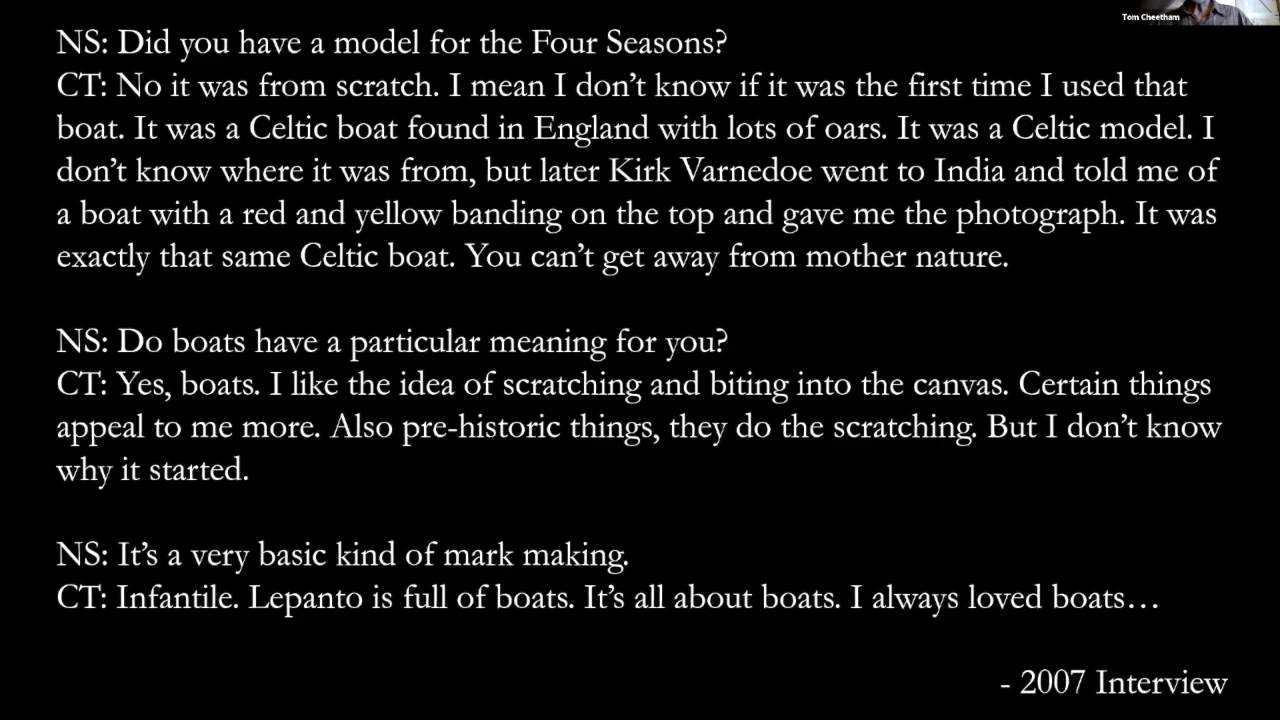 Tom Cheetham
NS: Did you have a model for the Four Seasons?
CT: No it was from scratch. I mean I don’t know if it was the first time I used that
boat. It was a Celtic boat found in England with lots of oars. It was a Celtic model. I
don’t know where it was from, but later Kirk Varnedoe went to India and told me of
a boat with a red and yellow banding on the top and gave me the photograph. It was
exactly that same Celtic boat. You can’t get away from mother nature.
NS: Do boats have a particular meaning for you?
CT: Yes, boats. I like the idea of scratching and biting into the canvas. Certain things
appeal to me more. Also pre-historic things, they do the scratching. But I don’t know
why it started.
NS: It’s a very basic kind of mark making.
CT: Infantile. Lepanto is full of boats. It’s all about boats. I always loved boats…
- 2007 Interview